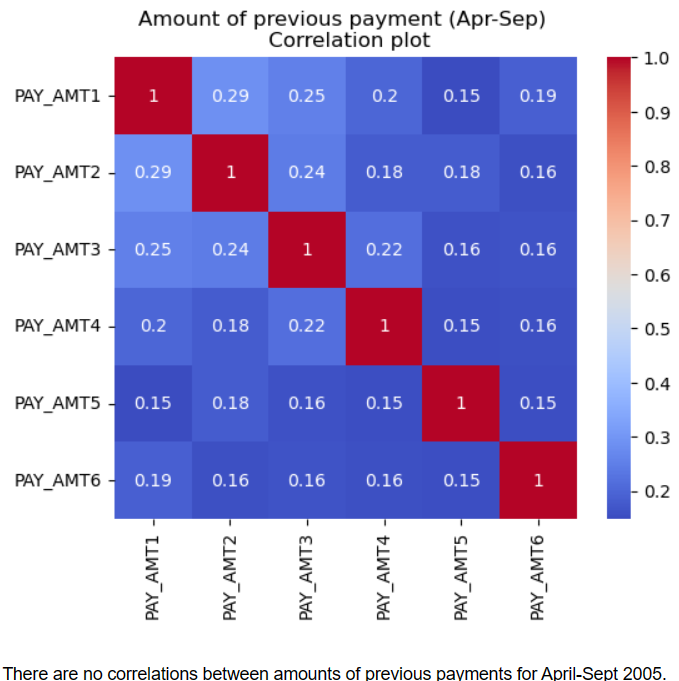 Amount of previous payment (Apr-Sep)
Correlation plot
PAY_AMT1 1 0.29 0.25 0.2 0.15 0.19
PAY_AMT2 0.29 1 0.24 0.18 0.18 0.16
PAY_AMT3 0.25 0.24 1 0.22 0.16 0.16
PAY_AMT4 0.2 0.18 0.22 1 0.15 0.16
PAY_AMT5 0.15 0.18 0.16 0.15 1 0.15
PAY_AMT6 0.19 0.16 0.16 0.16 0.15 1
PAY_AMT1 PAY_AMT2 PAY_AMT3 PAY_AMT4 PAY_AMT5 PAY_AMT6
1.0
0.9
0.8
0.7
0.6
0.5
0.4
0.3
0.2
There are no correlations between amounts of previous payments for April-Sept 2005.